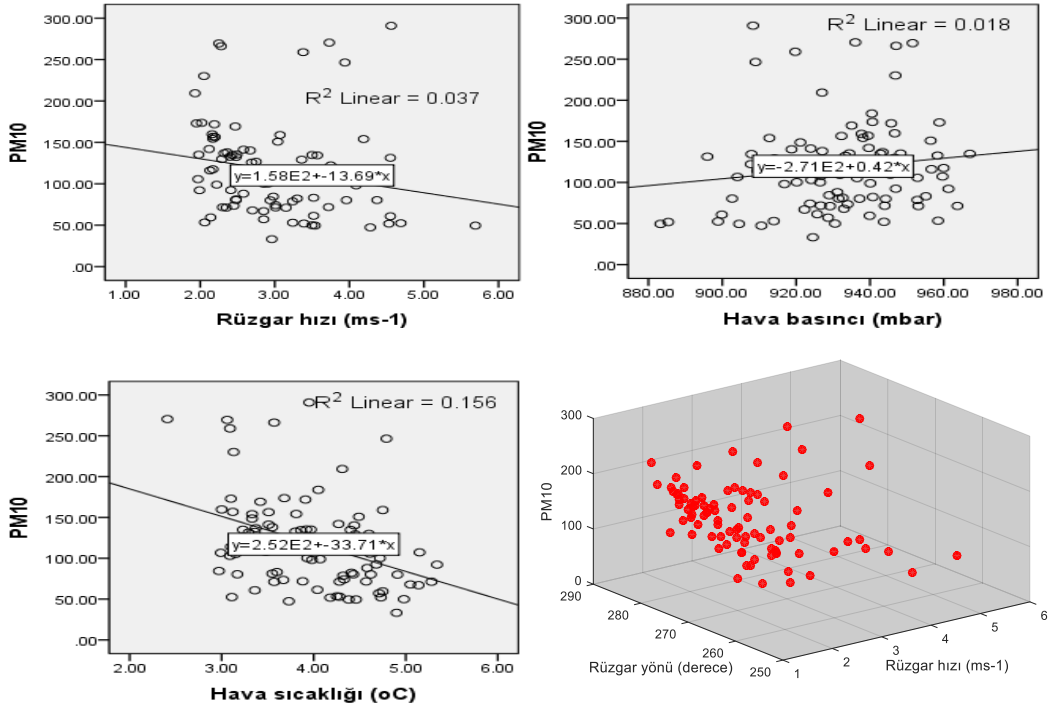 300.00
250.00
200.00
150.00
100.00
50.00
.00
PM10
R2 Linear = 0.037
y=1.58E2+-13.69*x
1.00 2.00 3.00 4.00 5.00 6.00
Rüzgar hızı (ms-1)
300.00
250.00
200.00
150.00
100.00
50.00
.00
PM10
R2 Linear = 0.018
y=-2.71E2+0.42*x
880.00 900.00 920.00 940.00 960.00 980.00
Hava basıncı (mbar)
300.00
250.00
200.00
150.00
100.00
50.00
.00
PM10
R2 Linear = 0.156
y=2.52E2+-33.71*x
2.00 3.00 4.00 5.00 6.00
Hava sıcaklığı (oC)
300
200
100
0
PM10
290
280
270
260
250
Rüzgar yönü (derece)
1
2
3
4
5
6
Rüzgar hızı (ms-1)